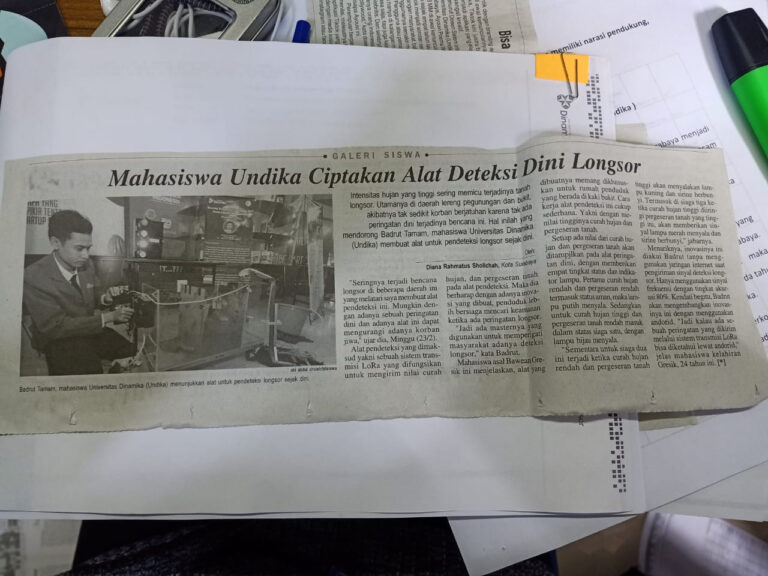 Bisa
memiliki narasi pendukung,
Dinam
dika )
abaya menjadi
• GALERI SISWA •
Mahasiswa Undika Ciptakan Alat Deteksi Dini Longsor
Intensitas hujan yang tinggi sering memicu terjadinya tanah
longsor. Utamanya di daerah lereng pegunungan dan bukit,
akibatnya tak sedikit korban berjatuhan karena tak ada
peringatan dini terjadinya bencana ini. Hal inilah yang
mendorong Badrut Tamam, mahasiswa Universitas Dinamika
(Undika) membuat alat untuk pendeteksi longsor sejak dini.
Oleh:
Diana Rahmatus Sholichah, Kota Surabaya
"Seringnya terjadi bencana
longsor di beberapa daerah ini
yang melatari saya membuat alat
pendeteksi ini. Mungkin den-
gan adanya sebuah peringatan
dini dan adanya alat ini dapat
mengurangi adanya korban
jiwa," ujar dia, Minggu (23/2).
Alat pendeteksi yang dimak-
sud yakni sebuah sistem trans-
misi LoRa yang difungsikan
untuk mengirim nilai curah
hujan, dan pergeseran tanah
pada alat pendeteksi. Maka dia
berharap dengan adanya inova-
si yang dibuat, penduduk leb-
ih bersiaga mencari keamanan
ketika ada peringatan longsor.
"Jadi ada masternya yang
digunakan untuk memperingati
masyarakat adanya deteksi
longsor," kata Badrut.
Mahasiswa asal Bawean Gre-
sik ini menjelaskan, alat yang
dibuatnya memang dikhusus-
kan untuk rumah penduduk
yang berada di kaki bukit. Cara
kerja alat pendeteksi ini cukup
sederhana. Yakni dengan me-
nilai tingginya curah hujan dan
pergeseran tanah.
Setiap ada nilai dari curah hu-
jan dan pergeseran tanah akan
ditampilkan pada alat peringa-
tan dini, dengan memberikan
empat tingkat status dan indika-
tor lampu. Pertama curah hujan
rendah dan pergeseran rendah
termasuk status aman, maka lam-
pu putih menyala. Sedangkan
untuk curah hujan tinggi dan
pergeseran tanah rendah masuk
dalam status siaga satu, dengan
lampu hijau menyala.
"Sementara untuk siaga dua
ini terjadi ketika curah hujan
rendah dan pergeseran tanah
tinggi akan menyalakan lam-
pu kuning dan sirine berbun-
yi. Termasuk di siaga tiga ke-
tika curah hujan tinggi diirin-
gi pergeseran tanah yang ting-
gi ini, akan memberikan sin-
yal lampu merah menyala dan
sirine berbunyi," jabarnya.
Menariknya, inovasinya ini
diakui Badrut tanpa meng-
gunakan jaringan internet saat
pengiriman sinyal deteksi long-
sor. Hanya menggunakan sinyal
frekuensi dengan tingkat akura-
si 80%. Kendati begitu, Badrut
akan mengembangkan inovas-
inya ini dengan menggunakan
android. "Jadi kalau ada se-
buah peringatan yang dikirim
melalui sistem transmisi LoRa
bisa diketahui lewat android,"
jelas mahasiswa kelahiran
Gresik, 24 tahun ini. [*]
Badrut Tamam, mahasiswa Universitas Dinamika (Undika) menunjukkan alat untuk pendeteksi longsor sejak dini.